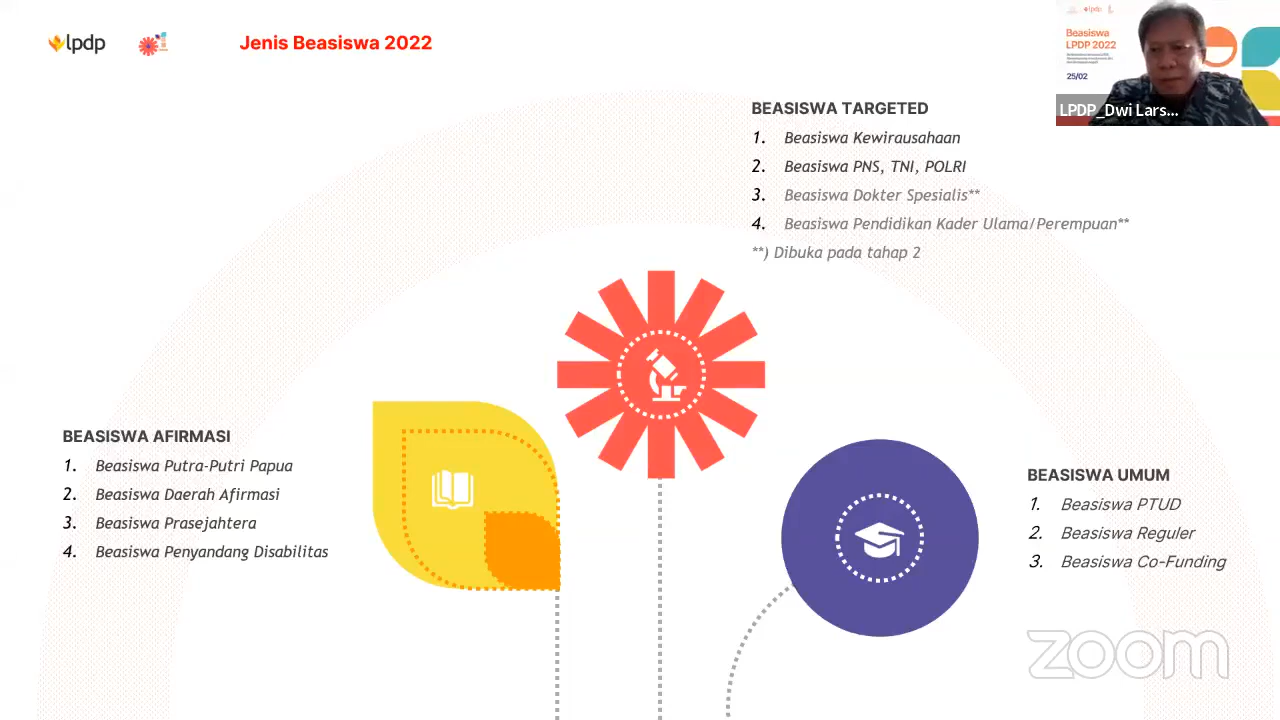 lpdp
Jenis Beasiswa 2022
lpdp
Beasiswa
LPDP 2022
25/02
LPDP_Dwi Lars...
BEASISWA TARGETED
1. Beasiswa Kewirausahaan
2. Beasiswa PNS, TNI, POLRI
3. Beasiswa Dokter Spesialis**
4. Beasiswa Pendidikan Kader Ulama/Perempuan**
**) Dibuka pada tahap 2
BEASISWA AFIRMASI
1. Beasiswa Putra-Putri Papua
2. Beasiswa Daerah Afirmasi
3. Beasiswa Prasejahtera
4. Beasiswa Penyandang Disabilitas
BEASISWA UMUM
1. Beasiswa PTUD
2. Beasiswa Reguler
3. Beasiswa Co-Funding
zoom